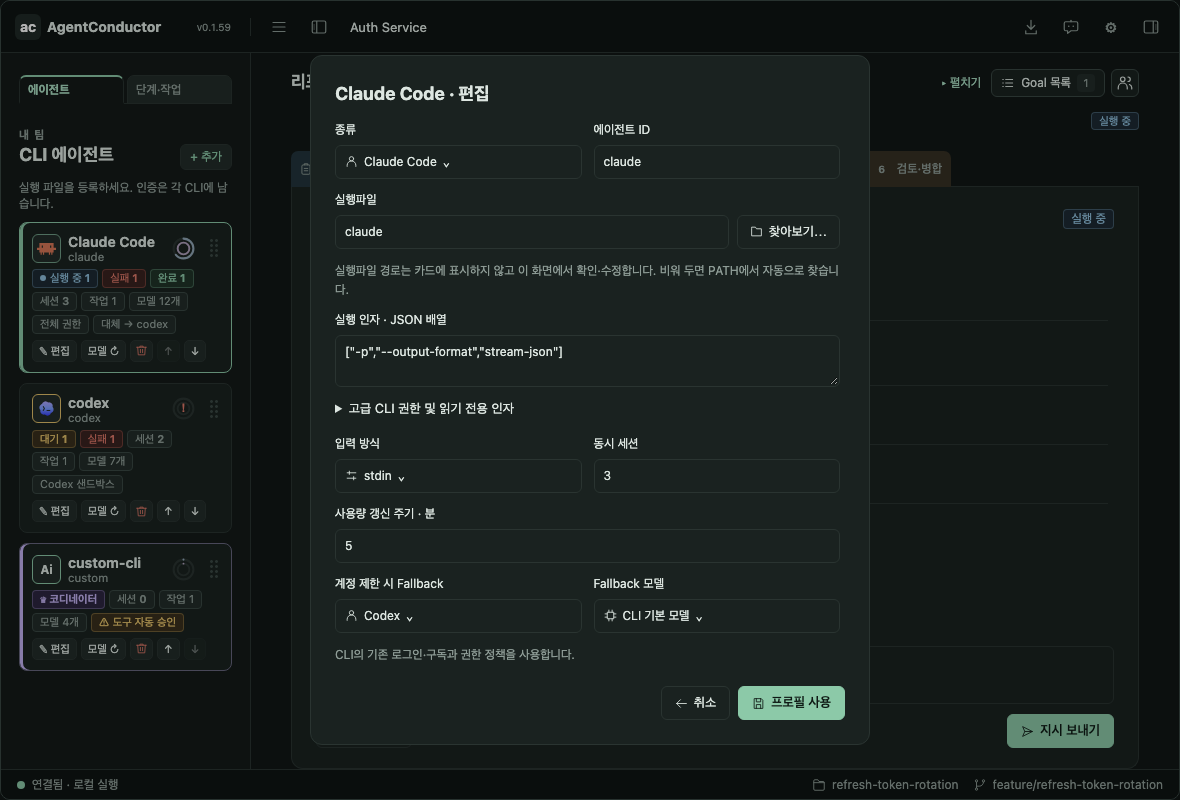 ac AgentConductor v0.1.59 Auth Service
에이전트 단계·작업
내 팀
CLI 에이전트
+ 추가
실행 파일을 등록하세요. 인증은 각 CLI에 남
습니다.
Claude Code
claude
실행 중 1 실패 1 완료 1
세션 3 작업 1 모델 12개
전체 권한 대체 → codex
✎ 편집 모델 ↻ ↑ ↓
codex
codex
대기 1 실패 1 세션 2
작업 1 모델 7개
Codex 샌드박스
✎ 편집 모델 ↻ ↑ ↓
Ai custom-cli
custom
♛ 코디네이터 세션 0 작업 1
모델 4개 ⚠ 도구 자동 승인
✎ 편집 모델 ↻ ↑ ↓
▸ 펼치기 Goal 목록 1
실행 중
6 검토·병합
실행 중
Claude Code · 편집
종류 에이전트 ID
Claude Code claude
실행파일
claude 찾아보기...
실행파일 경로는 카드에 표시하지 않고 이 화면에서 확인·수정합니다. 비워 두면 PATH에서 자동으로 찾습니
다.
실행 인자 · JSON 배열
["-p","--output-format","stream-json"]
▶ 고급 CLI 권한 및 읽기 전용 인자
입력 방식 동시 세션
stdin 3
사용량 갱신 주기 · 분
5
계정 제한 시 Fallback Fallback 모델
Codex CLI 기본 모델
CLI의 기존 로그인·구독과 권한 정책을 사용합니다.
← 취소 프로필 사용
지시 보내기
연결됨 · 로컬 실행 refresh-token-rotation feature/refresh-token-rotation